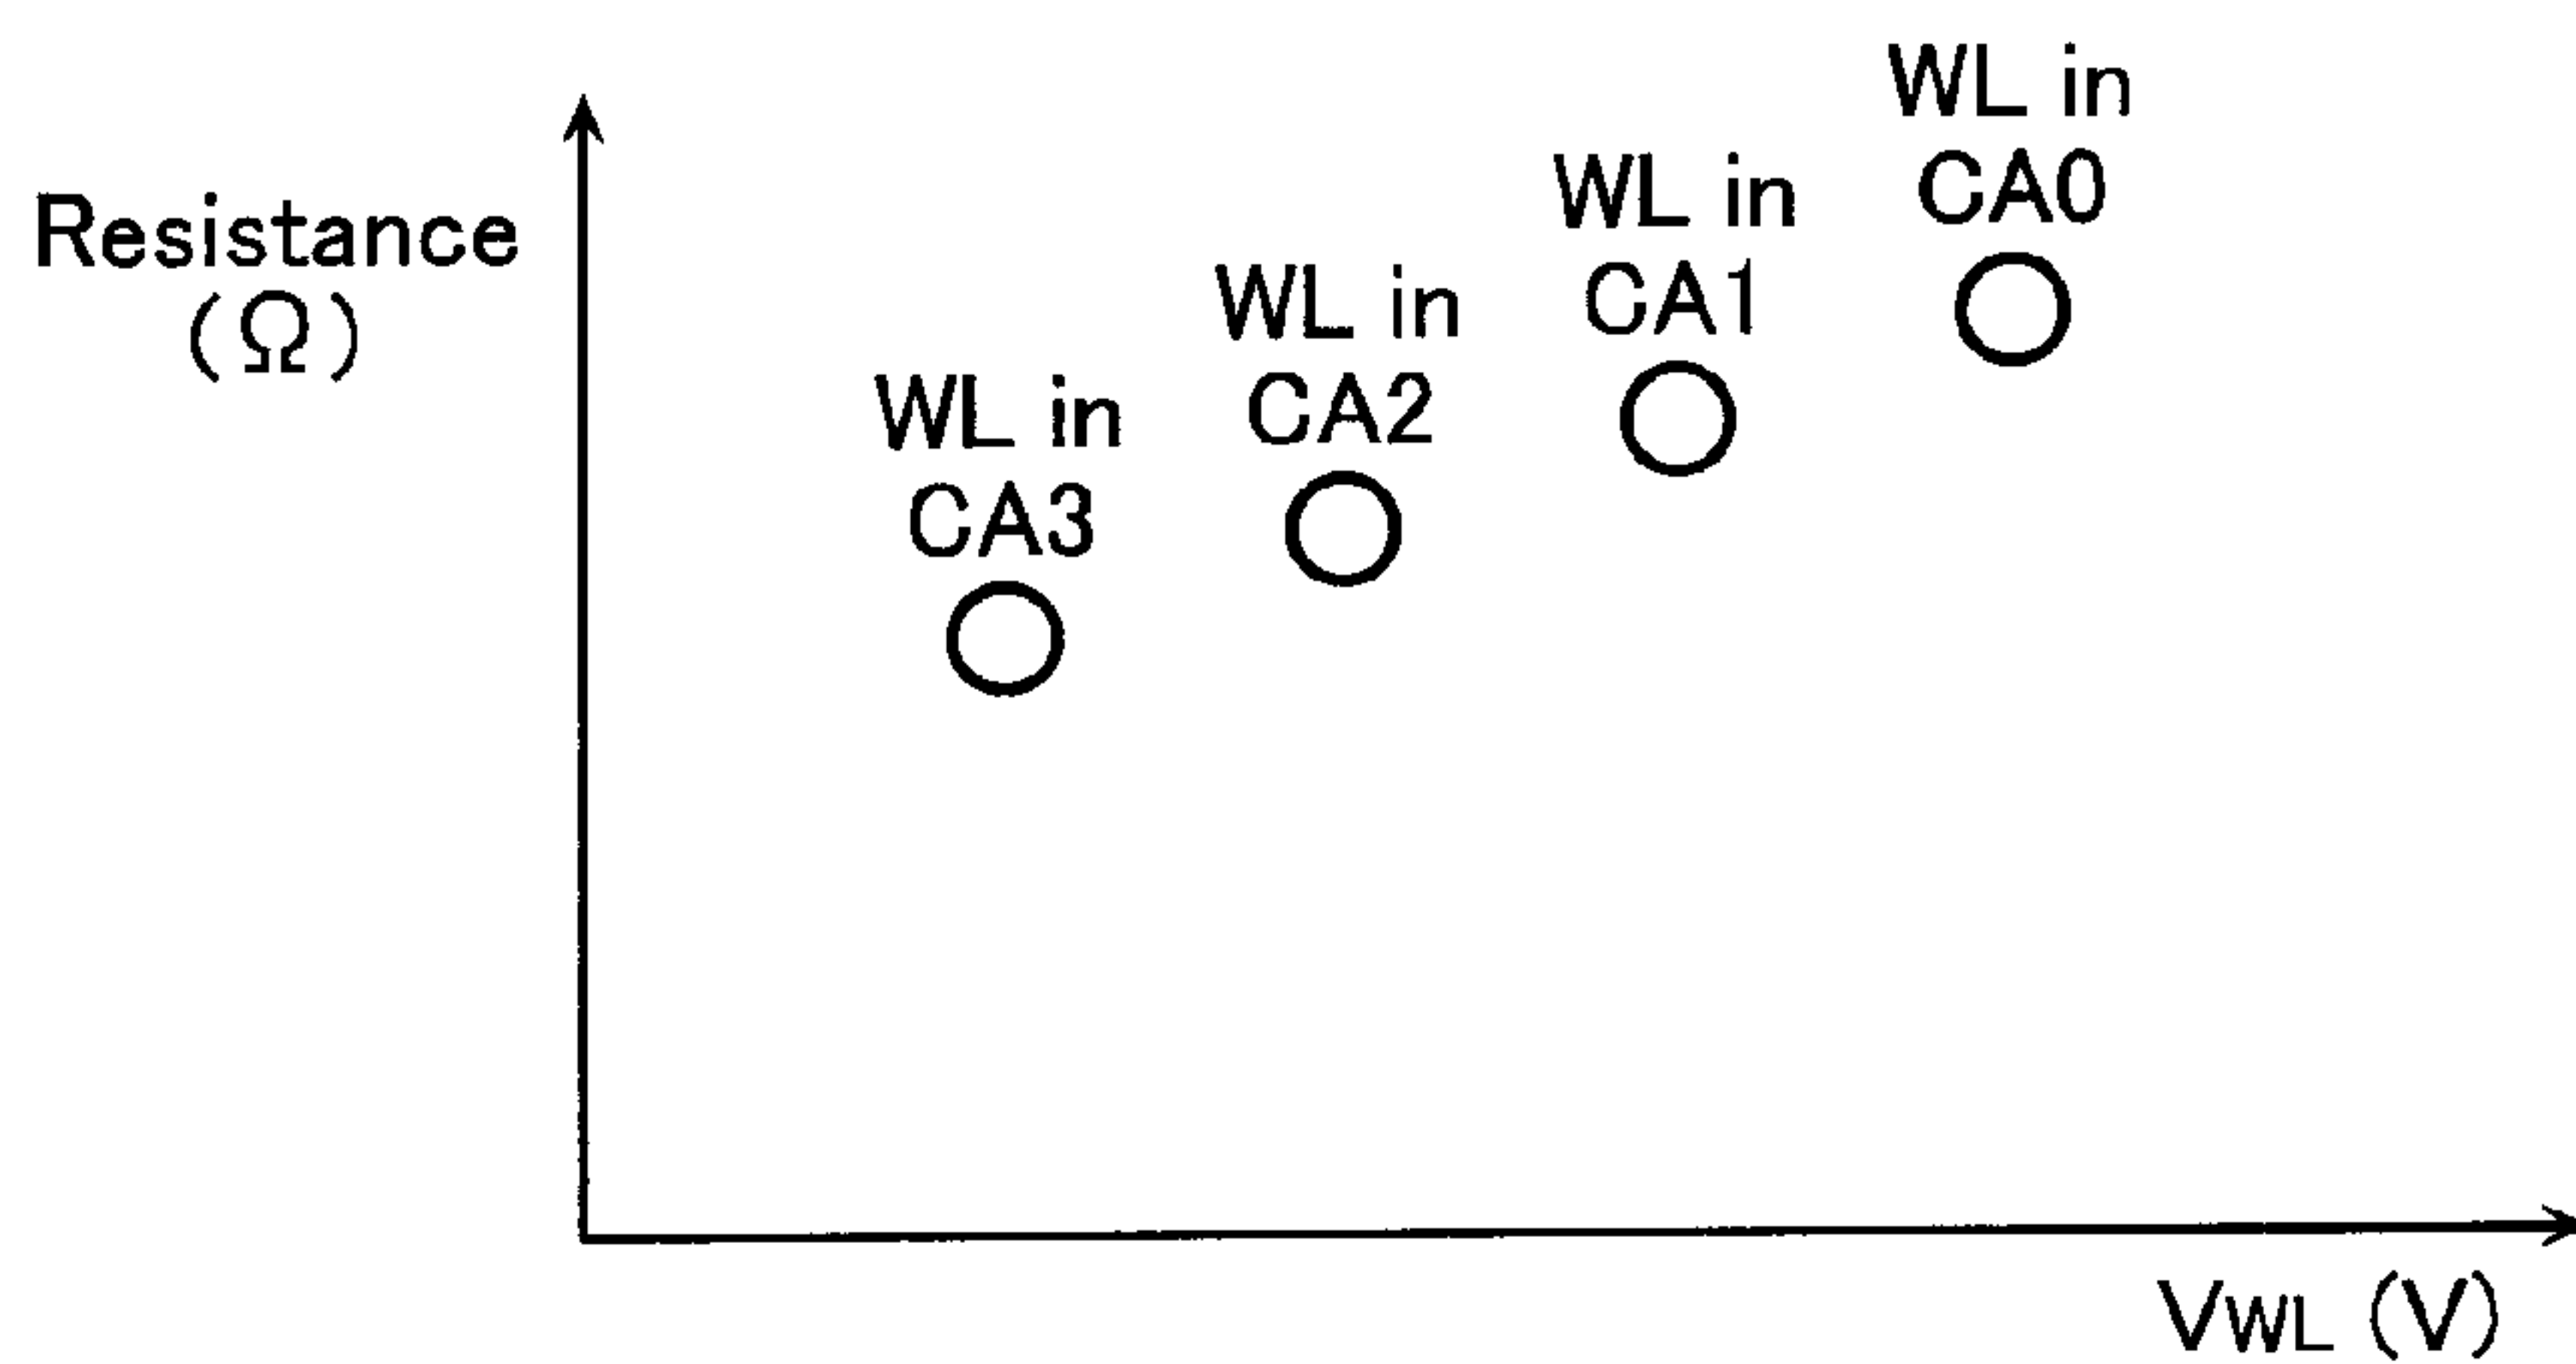 Resistance
(Ω)
WL in
CA3
WL in
CA2
WL in
CA1
WL in
CA0
VWL (V)